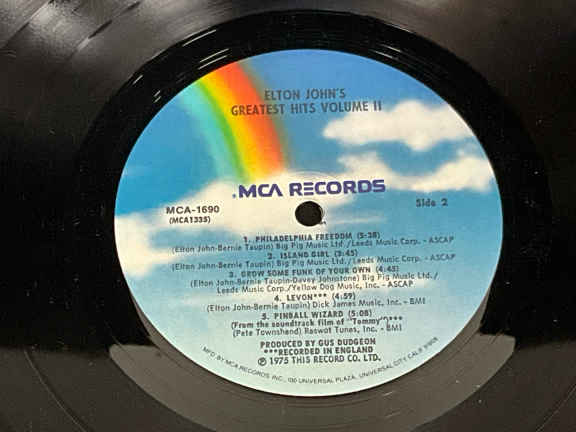 ELTON JOHN'S
GREATEST HITS VOLUME II
MCA RECORDS
MCA-1690
(MCA1335)
Side 2
1. PHILADELPHIA FREEDOM (5:38)
(Elton John-Bernie Taupin) Big Pig Music Ltd./Leeds Music Corp. - ASCAP
2. ISLAND GIRL (3:45)
(Elton John-Bernie Taupin) Big Pig Music Ltd./Leeds Music Corp. - ASCAP
3. GROW SOME FUNK OF YOUR OWN (4:45)
(Elton John-Bernie Taupin-Davey Johnstone) Big Pig Music Ltd./
Leeds Music Corp./Yellow Dog Music, Inc. - ASCAP
4. LEVON*** (4:59)
(Elton John-Bernie Taupin) Dick James Music, Inc. - BMI
5. PINBALL WIZARD (5:08)
(From the soundtrack film of "Tommy")***
(Pete Townshend) Raswot Tunes, Inc. - BMI
PRODUCED BY GUS DUDGEON
***RECORDED IN ENGLAND
℗ 1975 THIS RECORD CO. LTD.
MFD BY MCA RECORDS INC., 100 UNIVERSAL PLAZA, UNIVERSAL CITY, CALIF.